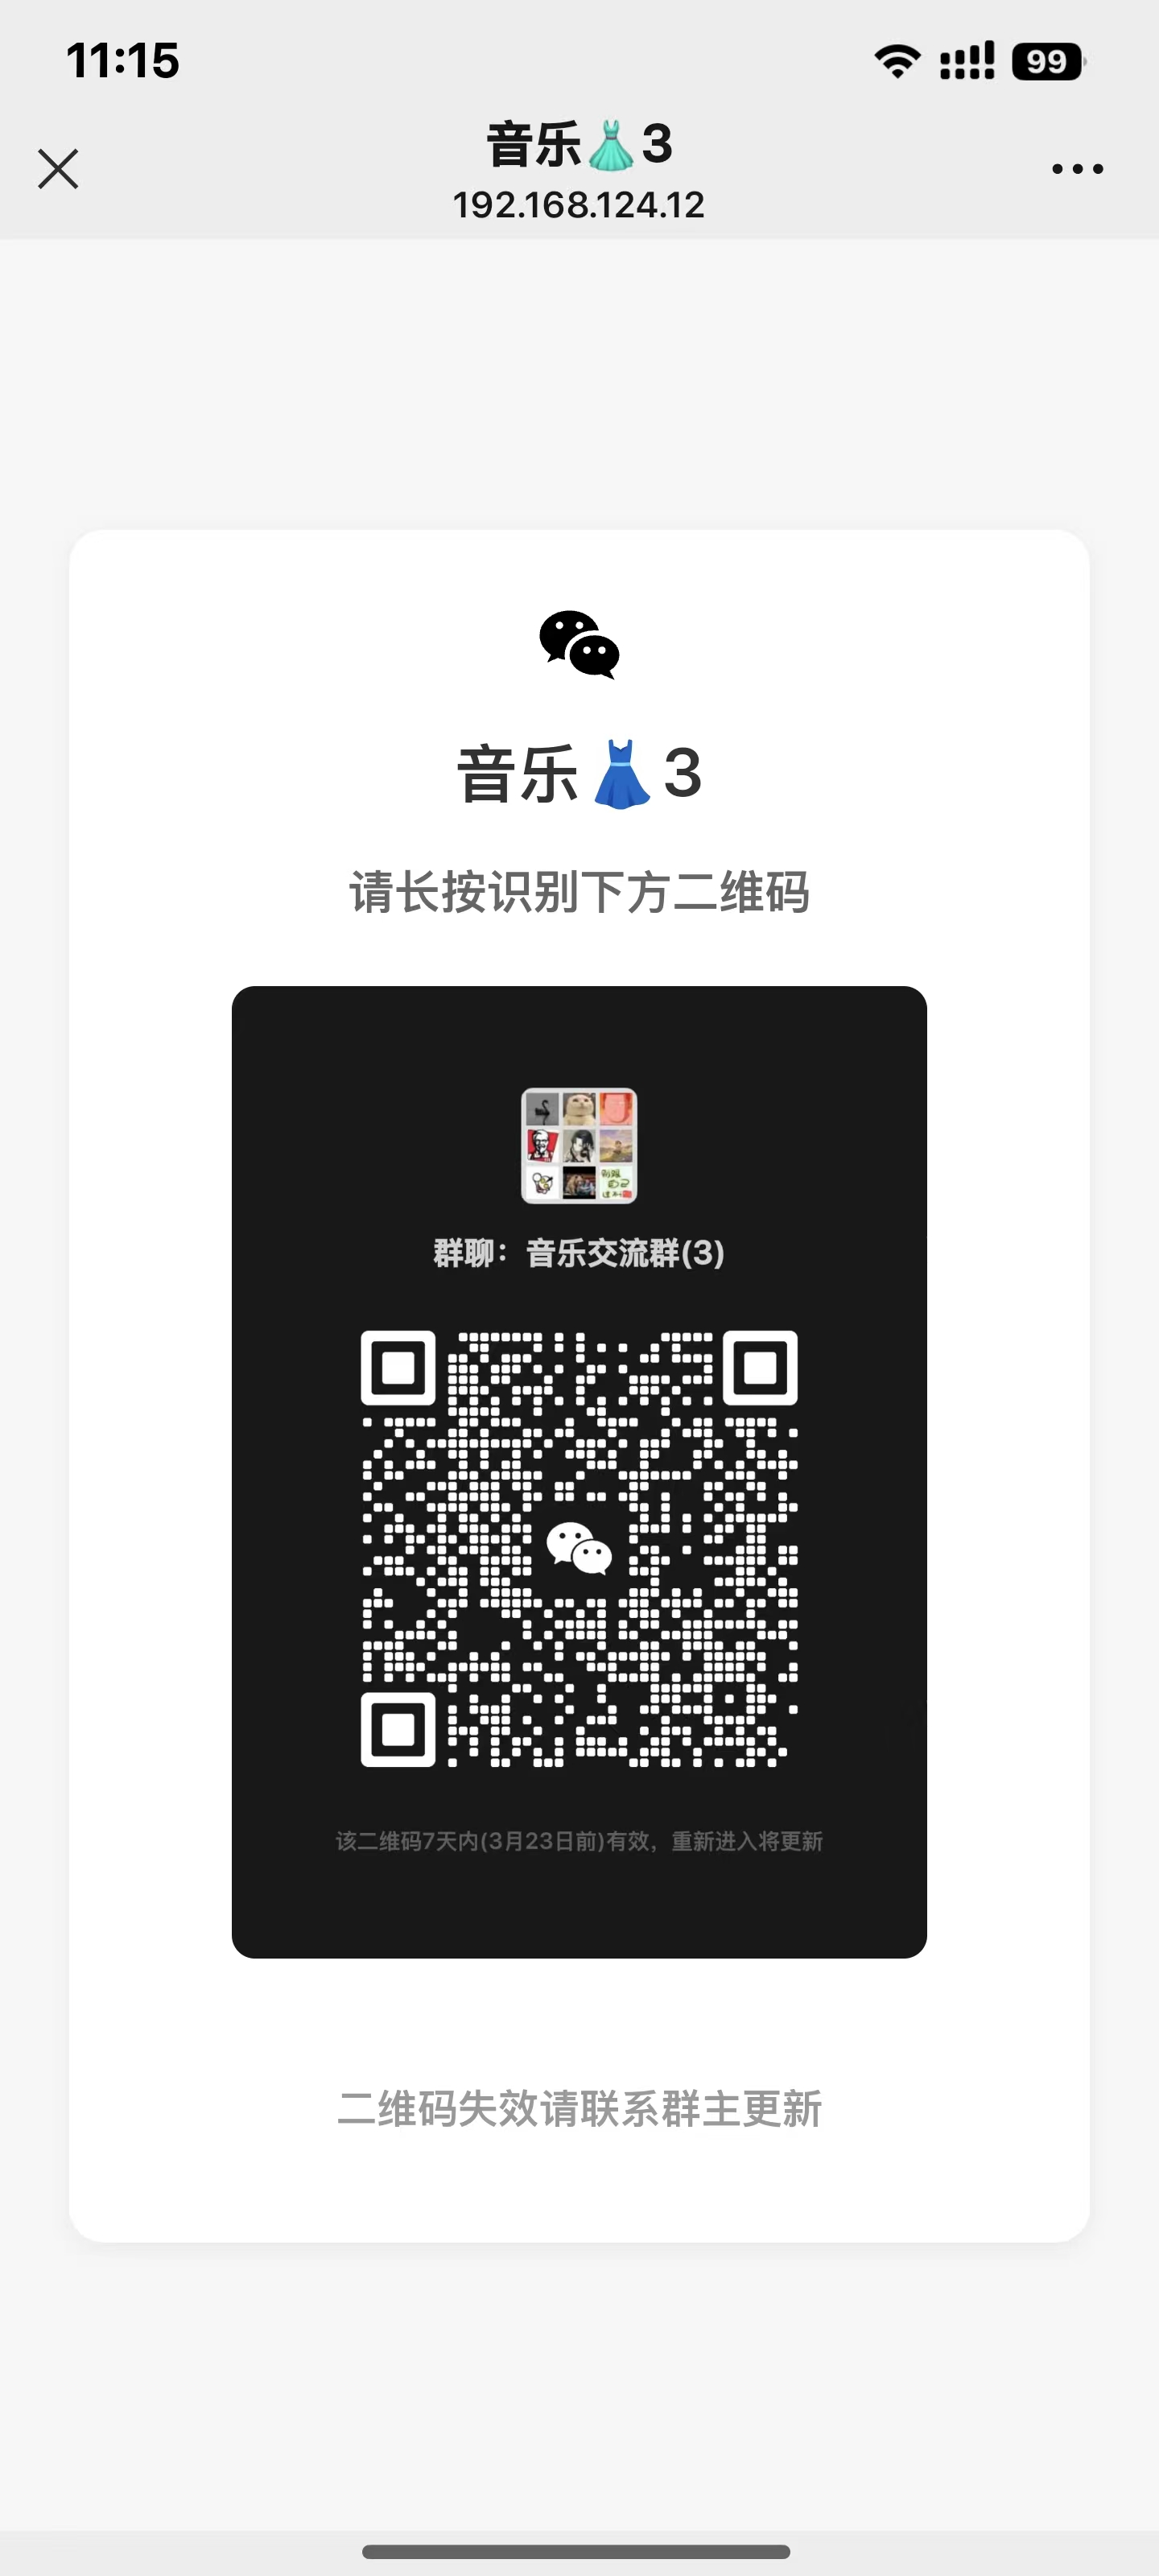 11:15
99
音乐👗3
192.168.124.12
音乐👗3
请长按识别下方二维码
群聊：音乐交流群(3)
该二维码7天内(3月23日前)有效，重新进入将更新
二维码失效请联系群主更新